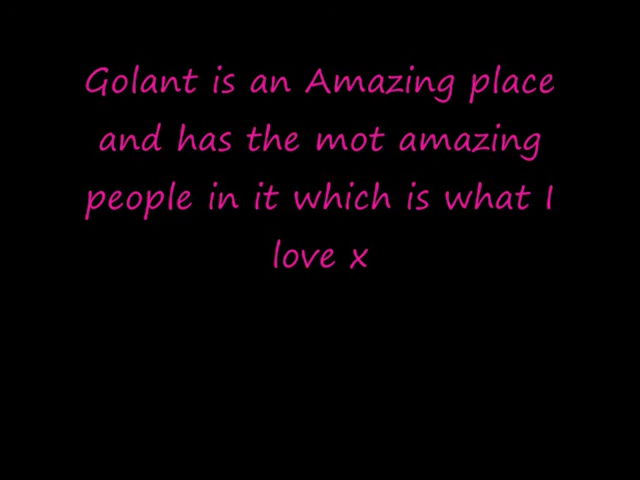 Golant is an Amazing place
and has the mot amazing
people in it which is what I
love x